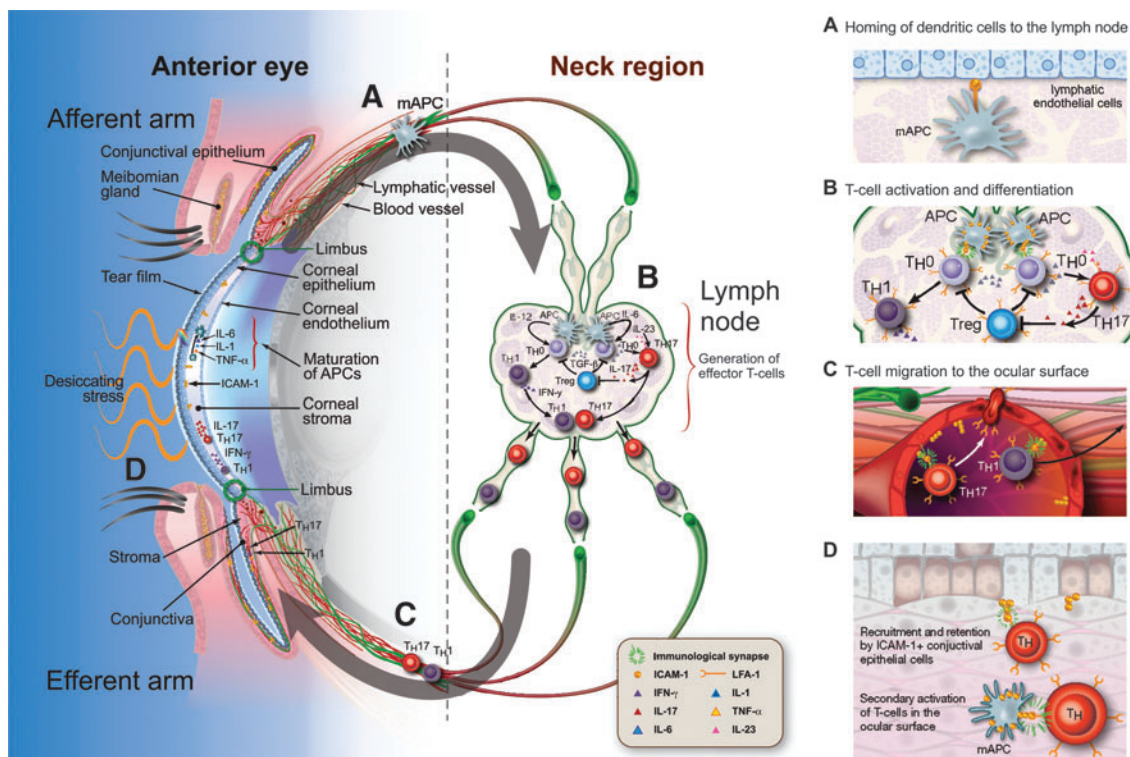 Anterior eye
Neck region
Afferent arm
A
mAPC
Conjunctival epithelium
Meibomian
gland
Lymphatic vessel
Blood vessel
Limbus
Tear film
Corneal
epithelium
Corneal
endothelium
IL-6
IL-1
TNF-α
Maturation
of APCs
Desiccating
stress
ICAM-1
Corneal
stroma
IL-17
TH17
IFN-γ
TH1
D
Limbus
TH17
TH1
Stroma
Conjunctiva
Efferent arm
C
TH17
TH1
B
Lymph
node
Generation of
effector T-cells
IL-12
APC
APC
IL-6
IL-23
TH0
TH0
TH17
TH1
TGF-β
IL-17
Treg
IFN-γ
TH1
TH17
Immunological synapse
ICAM-1
LFA-1
IFN-γ
IL-1
IL-17
TNF-α
IL-6
IL-23
A Homing of dendritic cells to the lymph node
lymphatic
endothelial cells
mAPC
B T-cell activation and differentiation
APC
APC
TH0
TH0
TH1
Treg
TH17
C T-cell migration to the ocular surface
TH17
TH1
D
Recruitment and retention
by ICAM-1+ conjuctival
epithelial cells
TH
Secondary activation
of T-cells in the
ocular surface
mAPC
TH